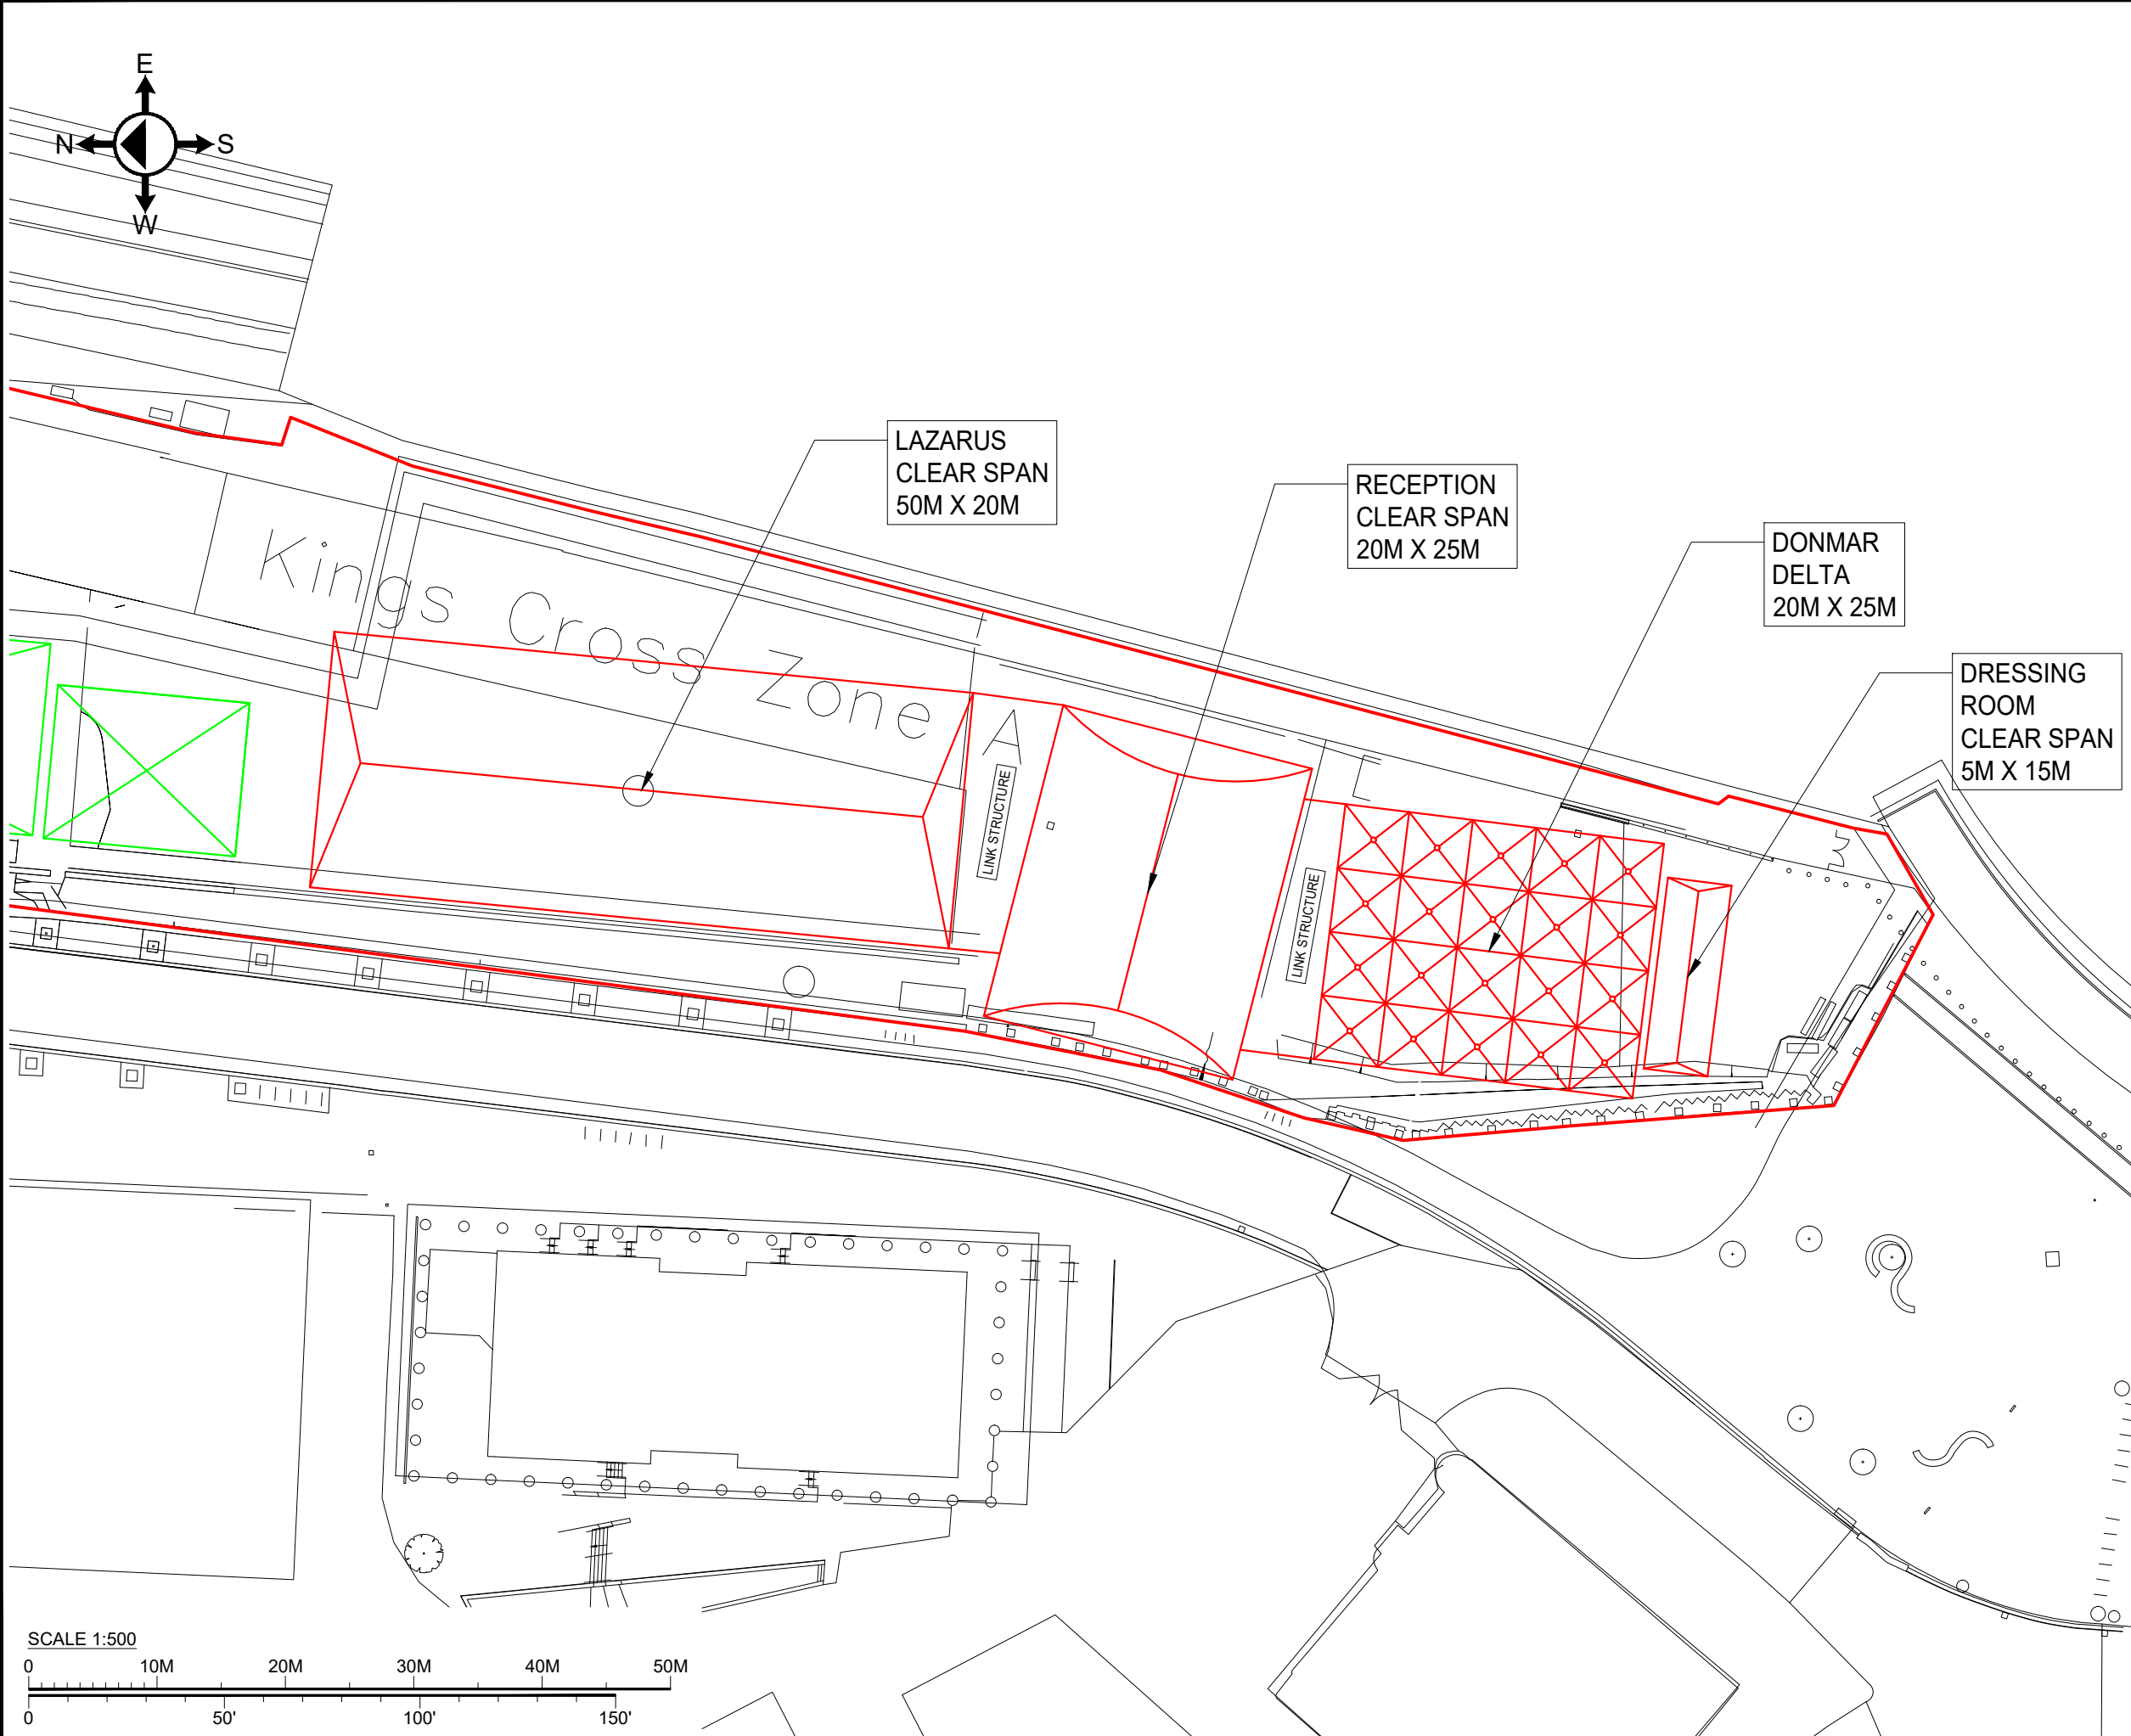 E
N S
W
LAZARUS
CLEAR SPAN
50M X 20M
RECEPTION
CLEAR SPAN
20M X 25M
DONMAR
DELTA
20M X 25M
DRESSING
ROOM
CLEAR SPAN
5M X 15M
Kings Cross Zone A
LINK STRUCTURE
LINK STRUCTURE
SCALE 1:500
0 10M 20M 30M 40M 50M
0 50' 100' 150'